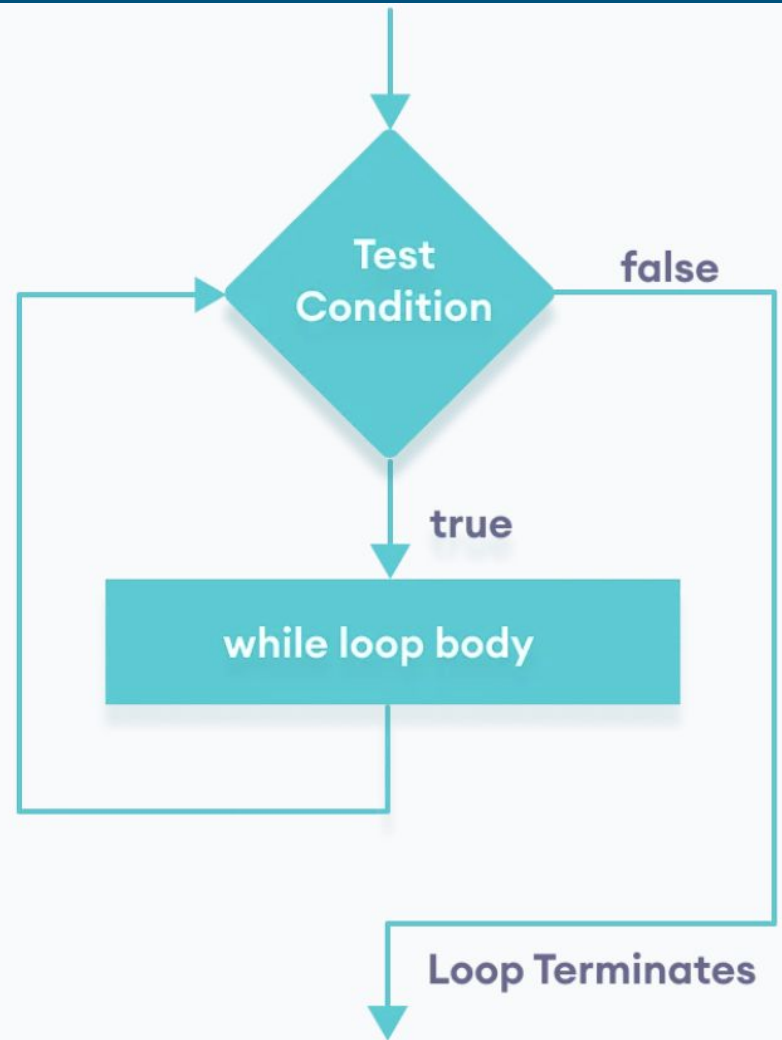 Test
Condition
false
true
while loop body
Loop Terminates